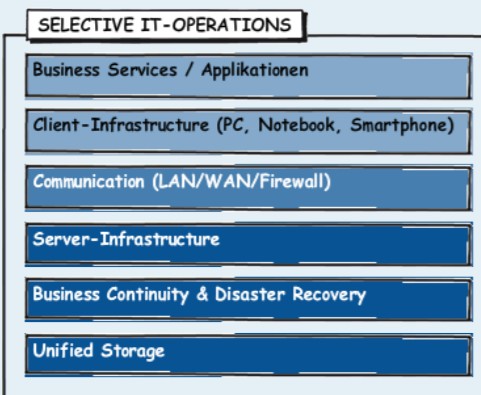 SELECTIVE IT-OPERATIONS
Business Services / Applikationen
Client-Infrastructure (PC, Notebook, Smartphone)
Communication (LAN/WAN/Firewall)
Server-Infrastructure
Business Continuity & Disaster Recovery
Unified Storage